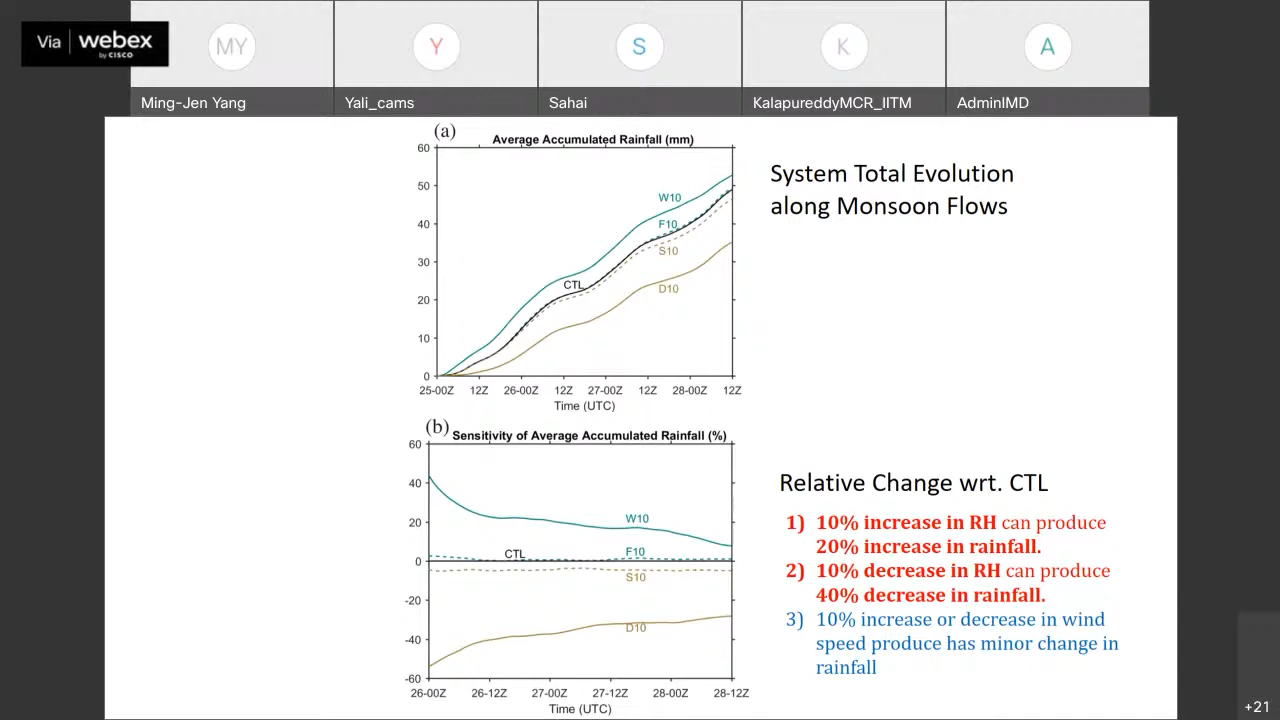 Via webex
by CISCO
MY
Y
S
K
A
Ming-Jen Yang
Yali_cams
Sahai
KalapureddyMCR_IITM
AdminIMD
(a)
Average Accumulated Rainfall (mm)
60
50
40
30
20
10
0
W10
F10
S10
CTL
D10
25-00Z 12Z 26-00Z 12Z 27-00Z 12Z 28-00Z 12Z
Time (UTC)
System Total Evolution
along Monsoon Flows
(b)
Sensitivity of Average Accumulated Rainfall (%)
60
40
20
0
-20
-40
-60
W10
CTL
F10
S10
D10
26-00Z 26-12Z 27-00Z 27-12Z 28-00Z 28-12Z
Time (UTC)
Relative Change wrt. CTL
1) 10% increase in RH can produce
20% increase in rainfall.
2) 10% decrease in RH can produce
40% decrease in rainfall.
3) 10% increase or decrease in wind
speed produce has minor change in
rainfall
+21